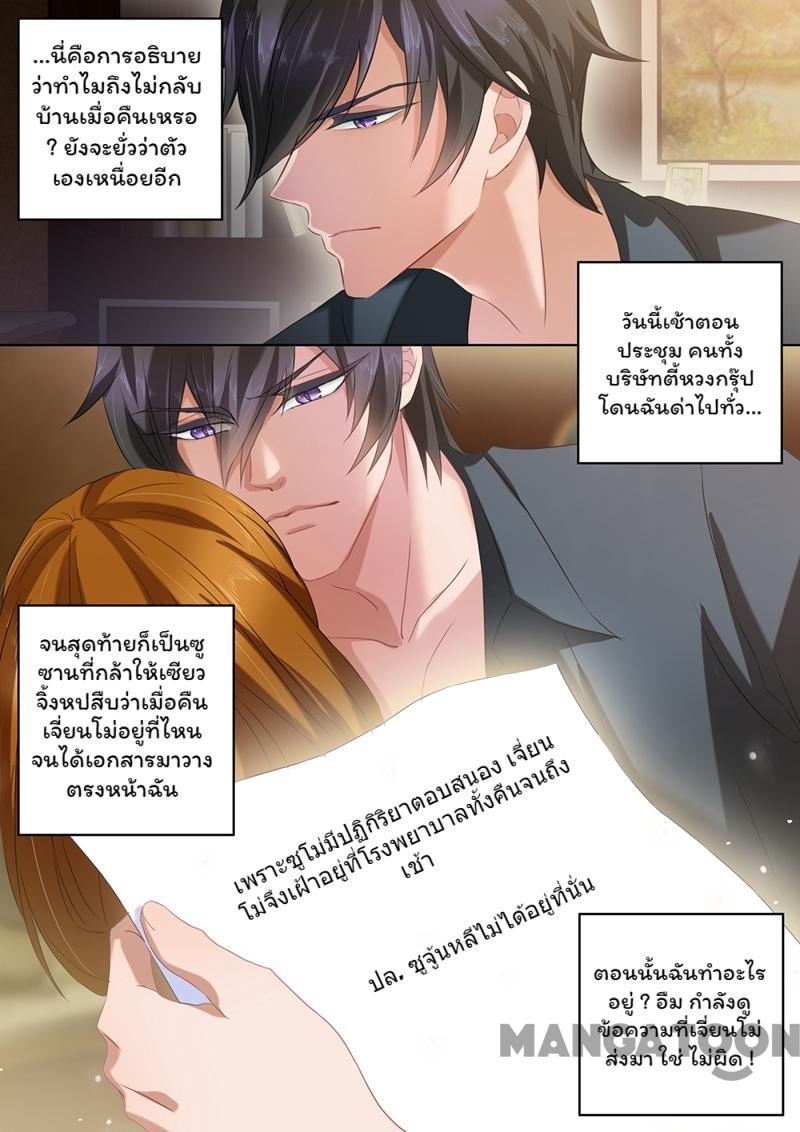 ...นี่คือการอธิบาย
ว่าทำไมถึงไม่กลับ
บ้านเมื่อคืนเหรอ
? ยังจะยั่วว่าตัว
เองเหนื่อยอีก
วันนี้เช้าตอน
ประชุม คนทั้ง
บริษัทตี้หวงกรุ๊ป
โดนฉันด่าไปทั่ว...
จนสุดท้ายก็เป็นซู
ซานที่กล้าให้เซียว
จิ้งหปสืบว่าเมื่อคืน
เจี่ยนโม่อยู่ที่ไหน
จนได้เอกสารมาวาง
ตรงหน้าฉัน
เพราะซูโม่มีปฏิกิริยาตอบสนอง เจี่ยน
โม่จึงเฝ้าอยู่ที่โรงพยาบาลทั้งคืนจนถึง
เช้า
ปล. ซูจู้นหลีไม่ได้อยู่ที่นั่น
ตอนนั้นฉันทำอะไร
อยู่ ? อืม กำลังดู
ข้อความที่เจี่ยนโม่
ส่งมา ใช่ ไม่ผิด !
MANGATOON